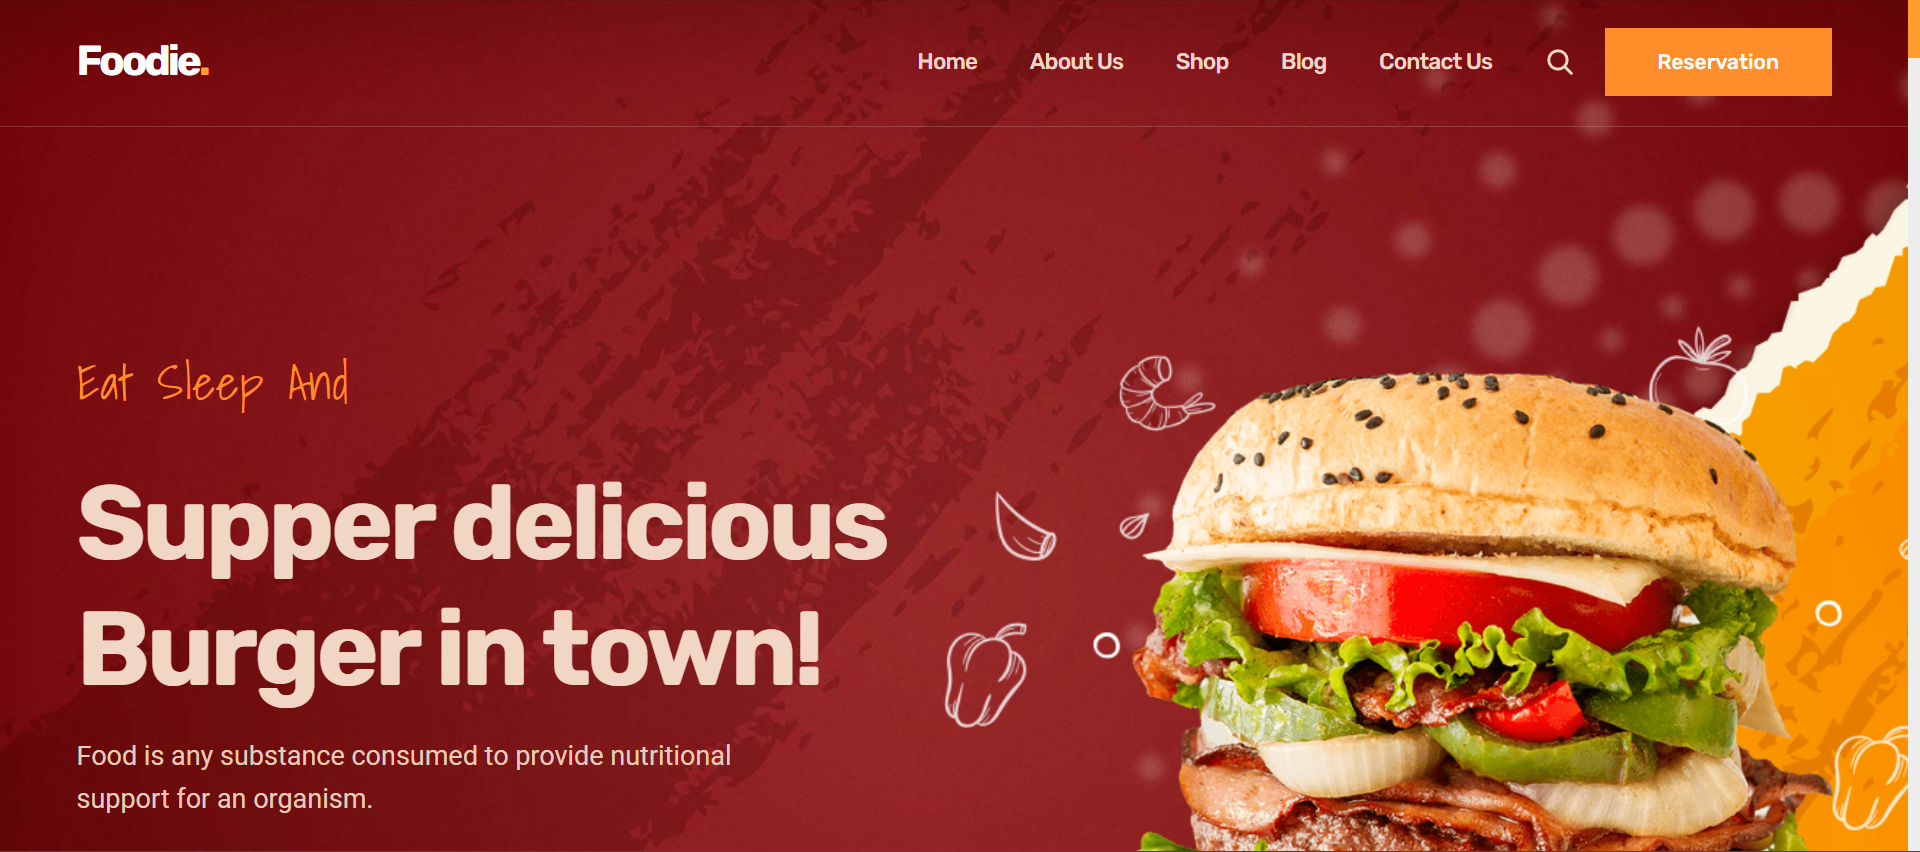 Foodie.
Home About Us Shop Blog Contact Us Reservation
Eat Sleep And
Supper delicious
Burger in town!
Food is any substance consumed to provide nutritional
support for an organism.